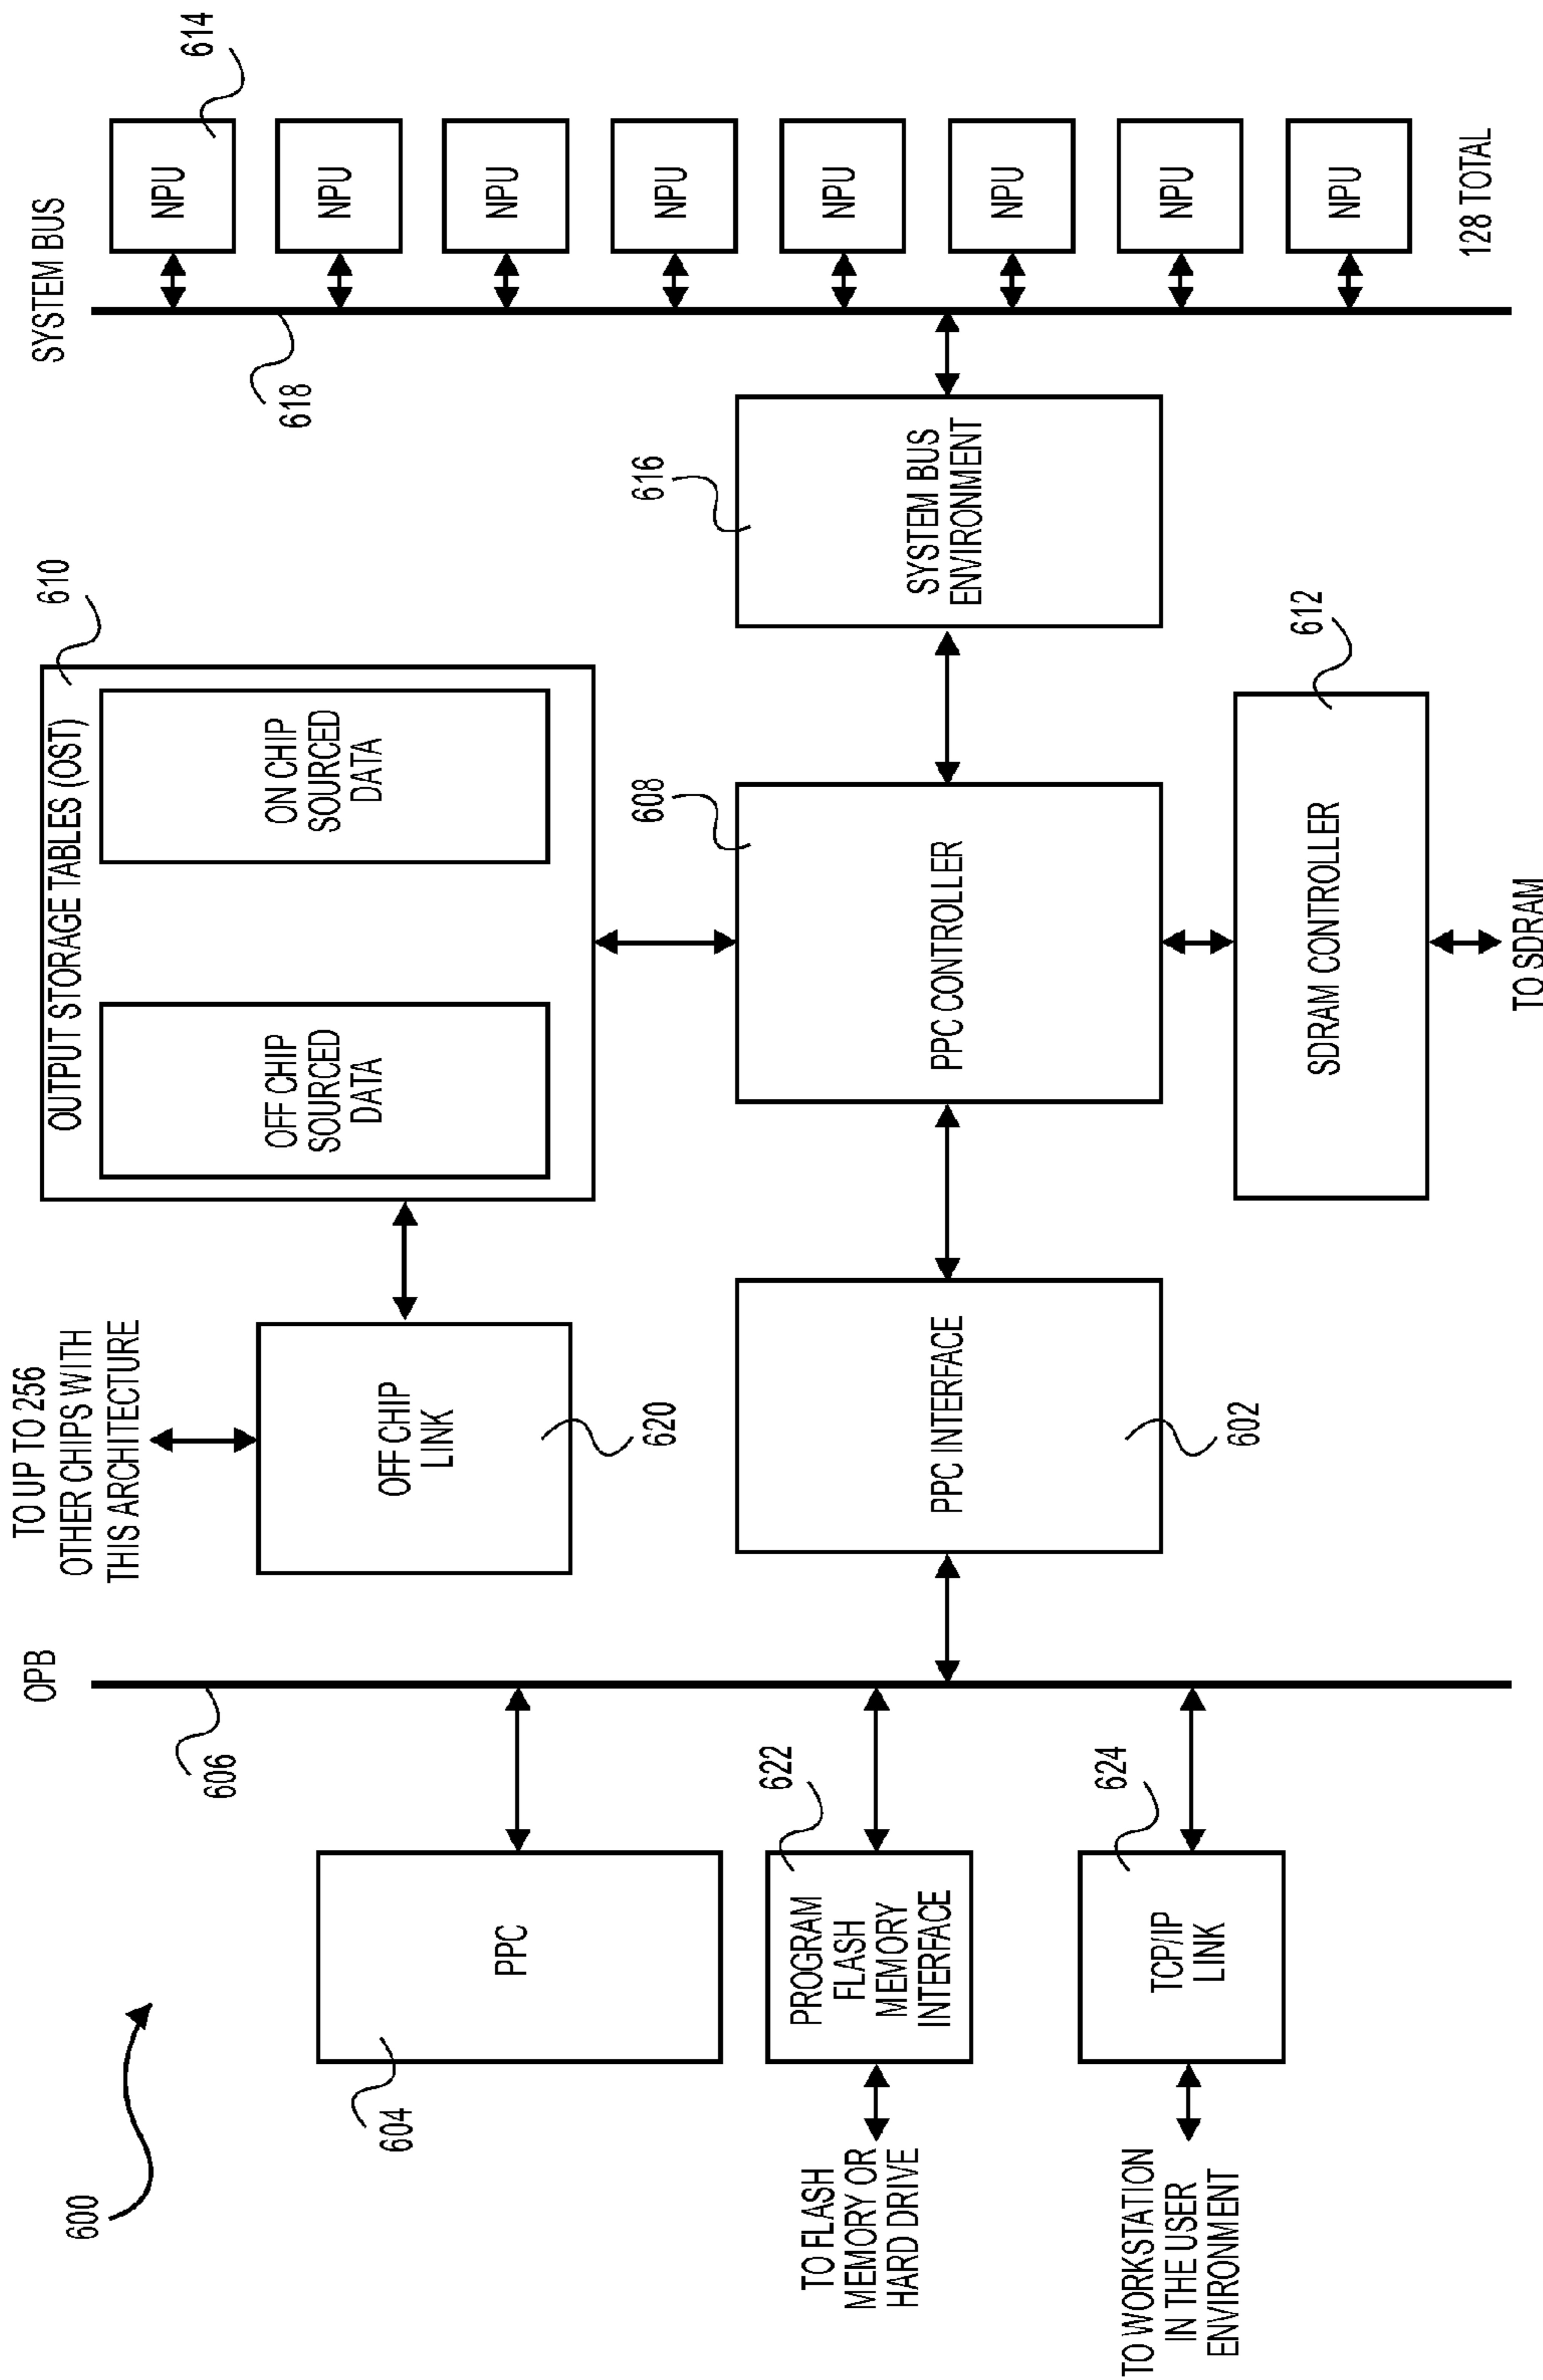 600
OPB
606
TO UP TO 256
OTHER CHIPS WITH
THIS ARCHITECTURE
OUTPUT STORAGE TABLES (OST)
610
OFF CHIP
SOURCED
DATA
ON CHIP
SOURCED
DATA
SYSTEM BUS
618
614
NPU
NPU
NPU
NPU
NPU
NPU
NPU
NPU
128 TOTAL
604
PPC
OFF CHIP
LINK
620
608
616
TO FLASH
MEMORY OR
HARD DRIVE
PROGRAM
FLASH
MEMORY
INTERFACE
622
PPC INTERFACE
602
PPC CONTROLLER
SYSTEM BUS
ENVIRONMENT
TO WORKSTATION
IN THE USER
ENVIRONMENT
TCP/IP
LINK
624
SDRAM CONTROLLER
612
TO SDRAM